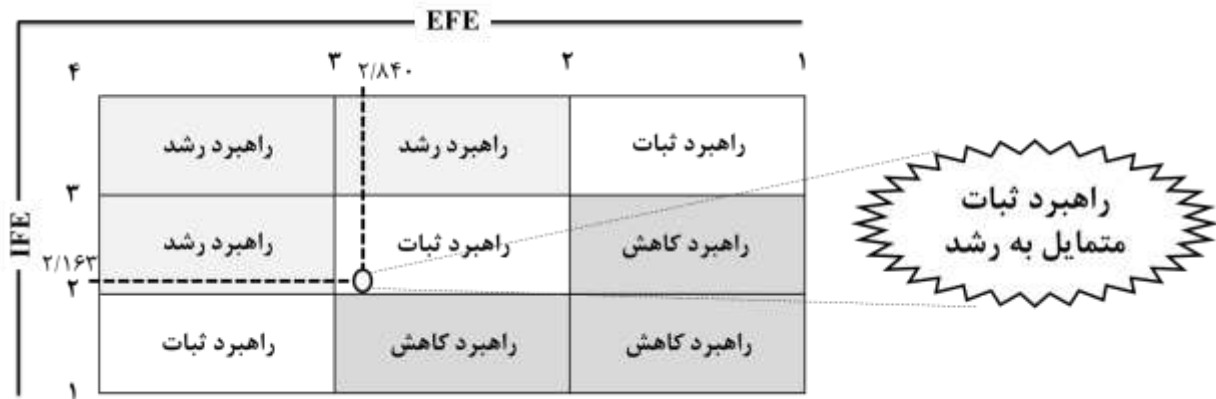 EFE
۴ ۳ ۲ ۱
۲/۸۴۰
راهبرد ثبات راهبرد رشد راهبرد رشد
۳
IFE
راهبرد کاهش راهبرد ثبات راهبرد رشد
۲/۱۶۳
۲
راهبرد کاهش راهبرد کاهش راهبرد ثبات
۱
راهبرد ثبات
متمایل به رشد